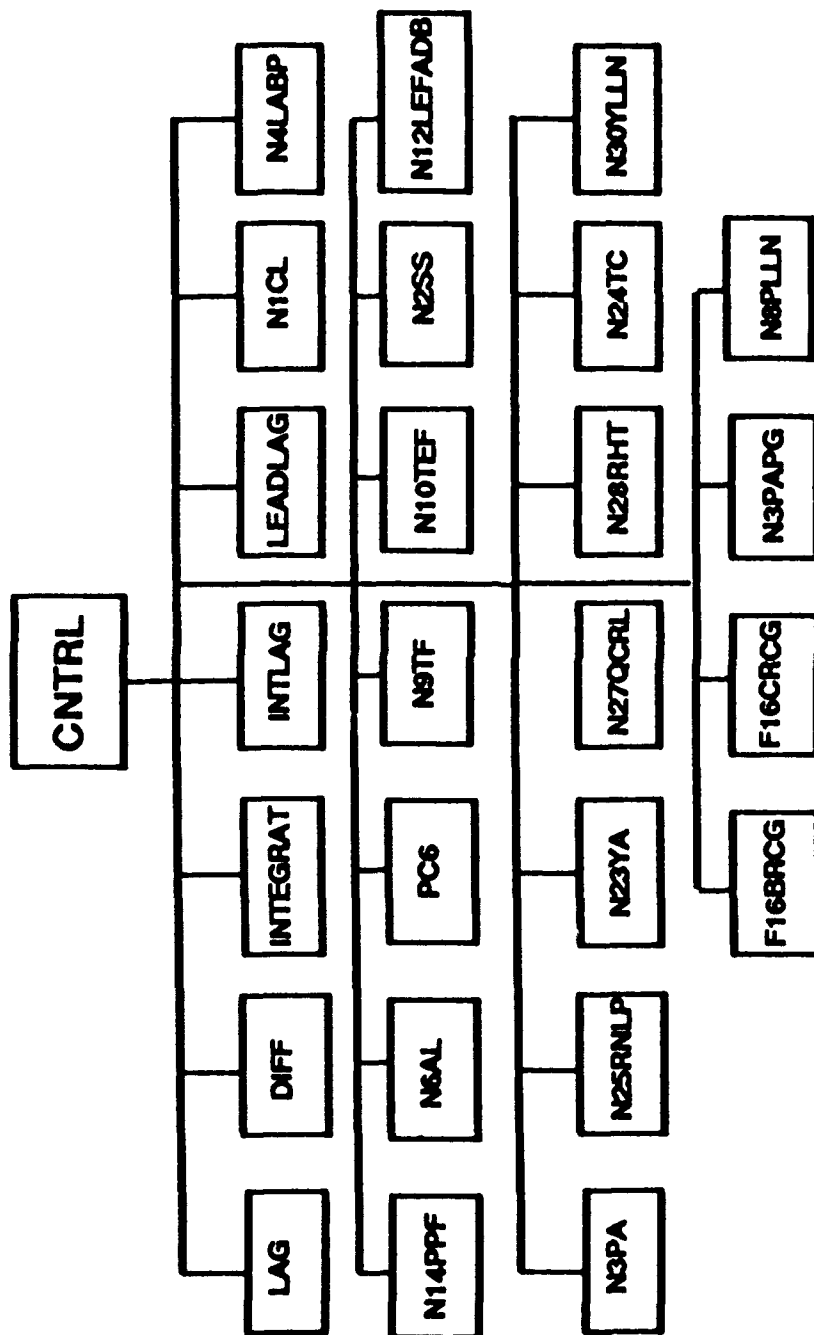 CNTRL
LAG
DIFF
INTEGRAT
INTLAG
LEADLAG
N1CL
N4LABP
N14PPF
N6AL
PC6
N9TF
N10TEF
N2SS
N12LEFADB
N3PA
N25RNLP
N23YA
N27QCRL
N28RHT
N24TC
N30YLLN
F16BRCG
F16CRCG
N3PAPG
N8PLLN